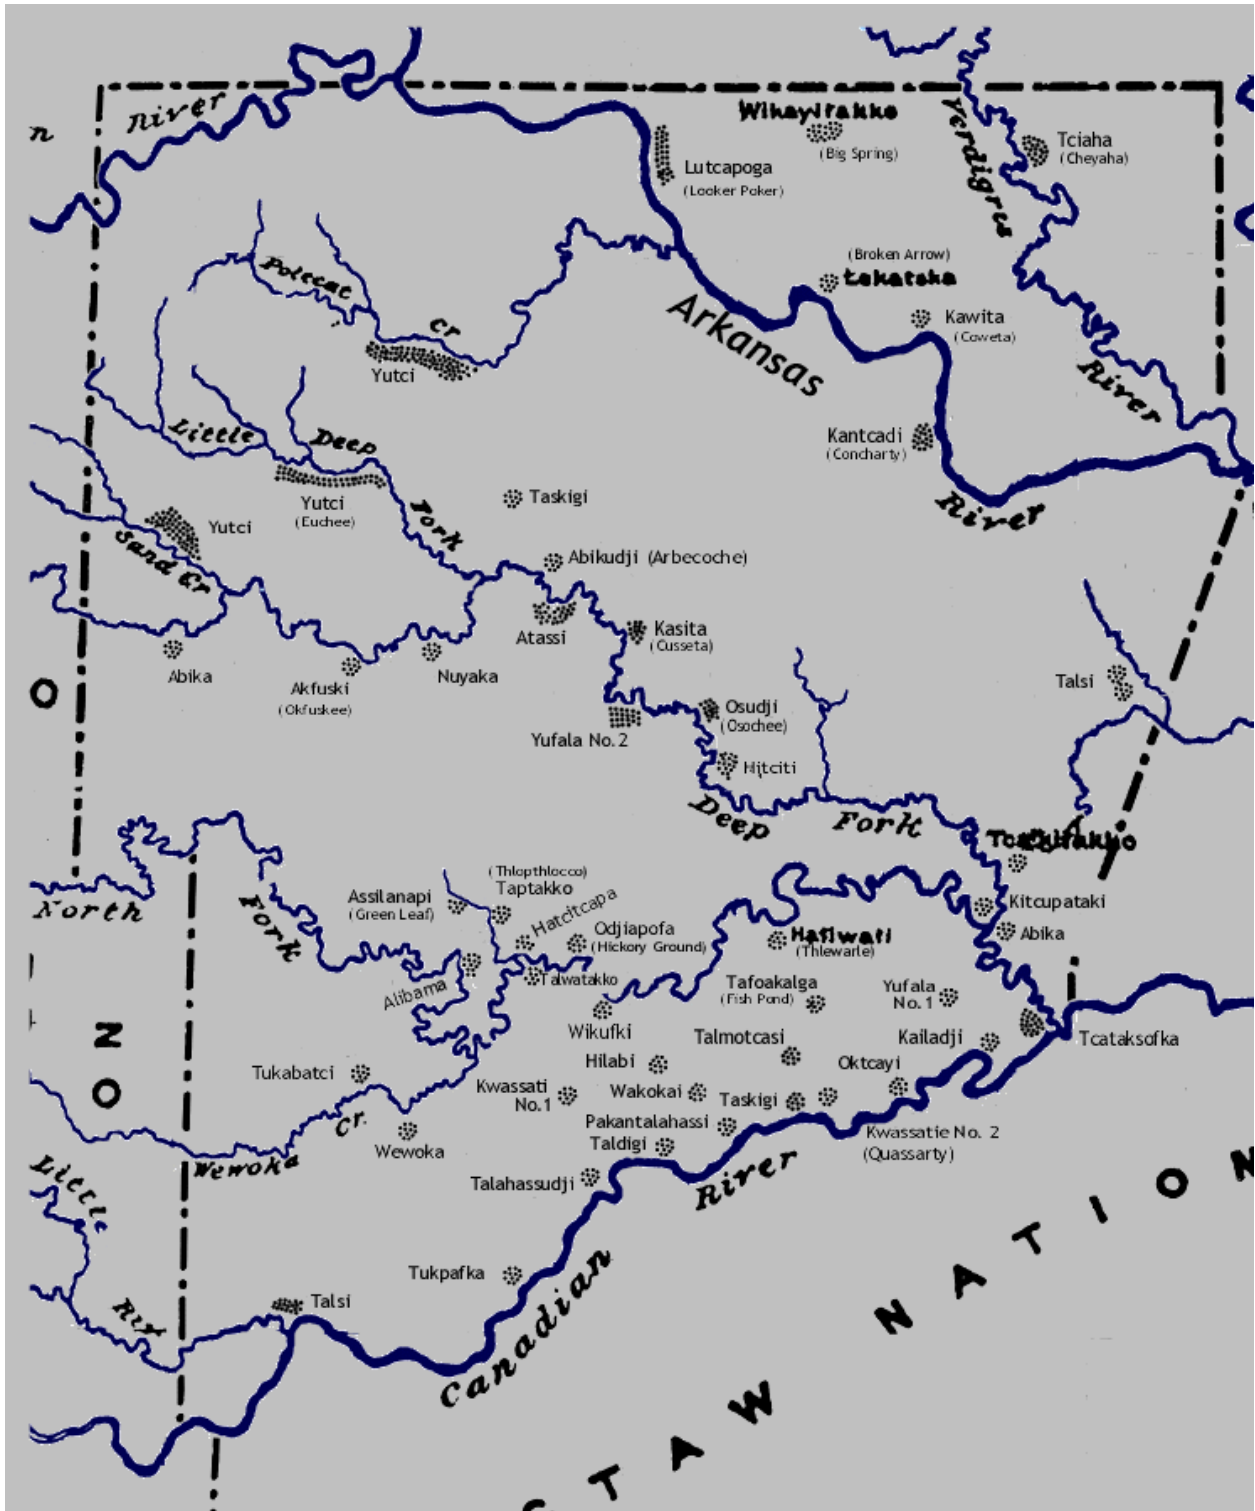 River
n
Wihayitakko
(Big Spring)
Verdigris
Tciaha
(Cheyaha)
Lutcapoga
(Looker Poker)
Polecat
Cr
(Broken Arrow)
Łekatcka
Kawita
(Coweta)
Arkansas
River
Yutci
River
Little
Deep
Fork
Kantcadi
(Concharty)
Yutci
(Euchee)
Taskigi
Yutci
Sand Cr
Abikudji (Arbecoche)
Atassi
Kasita
(Cusseta)
Abika
Akfuski
(Okfuskee)
Nuyaka
Talsi
O
Osudji
(Osochee)
Yufala No.2
Hitciti
Deep
Fork
North
Fork
(Thlopthlocco)
Taptakko
Assilanapi
(Green Leaf)
Hatcitcapa
Kitcupataki
Odjiapofa
(Hickory Ground)
(Thlewarle)
Abika
Alibama
Talwatakko
Tafoakalga
(Fish Pond)
Yufala
No.1
Wikufki
Talmotcasi
Kailadji
Tcataksofka
N
O
Tukabatci
Hilabi
Oktcayi
Kwassati
No.1
Wakokai
Taskigi
Cr.
Pakantalahassi
Wewoka
Taldigi
Kwassatie No. 2
(Quassarty)
Wewoka
Little
Talahassudji
River
Tukpafka
Canadian
Talsi
Riv
C T A W N A T I O N